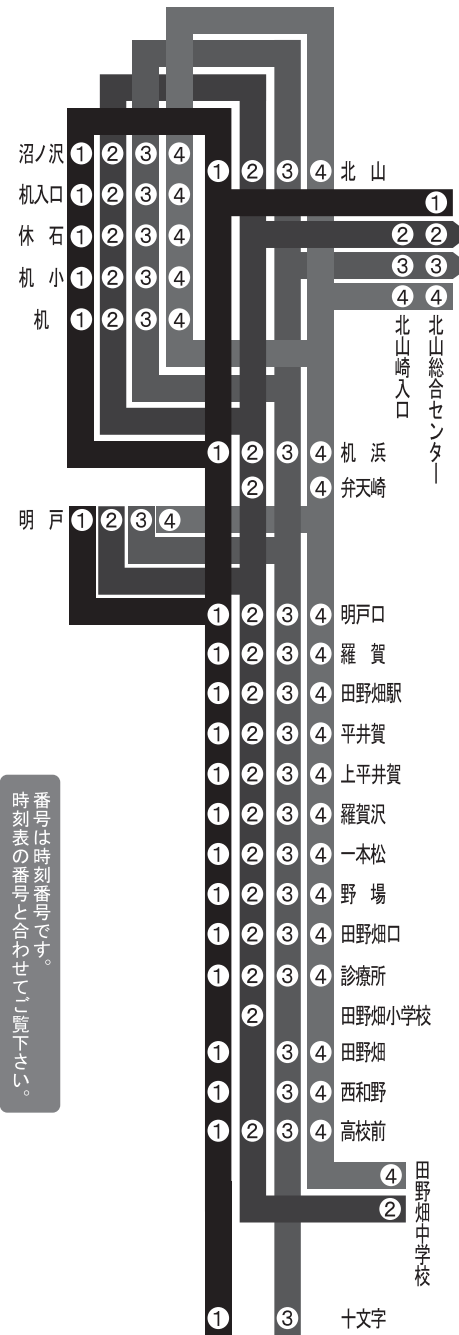 沼ノ沢 ① ② ③ ④
① ② ③ ④ 北山
机入口 ① ② ③ ④
①
休石 ① ② ③ ④
② ②
③ ③
机小 ① ② ③ ④
④ ④
北山崎入口
北山総合センター
机 ① ② ③ ④
① ② ③ ④ 机浜
② ④ 弁天崎
明戸 ① ② ③ ④
① ② ③ ④ 明戸口
① ② ③ ④ 羅賀
① ② ③ ④ 田野畑駅
① ② ③ ④ 平井賀
① ② ③ ④ 上平井賀
① ② ③ ④ 羅賀沢
① ② ③ ④ 一本松
① ② ③ ④ 野場
① ② ③ ④ 田野畑口
① ② ③ ④ 診療所
② 田野畑小学校
① ③ ④ 田野畑
① ③ ④ 西和野
① ② ③ ④ 高校前
④
②
田野畑中学校
① ③ 十文字
番号は時刻番号です。
時刻表の番号と合わせてご覧下さい。